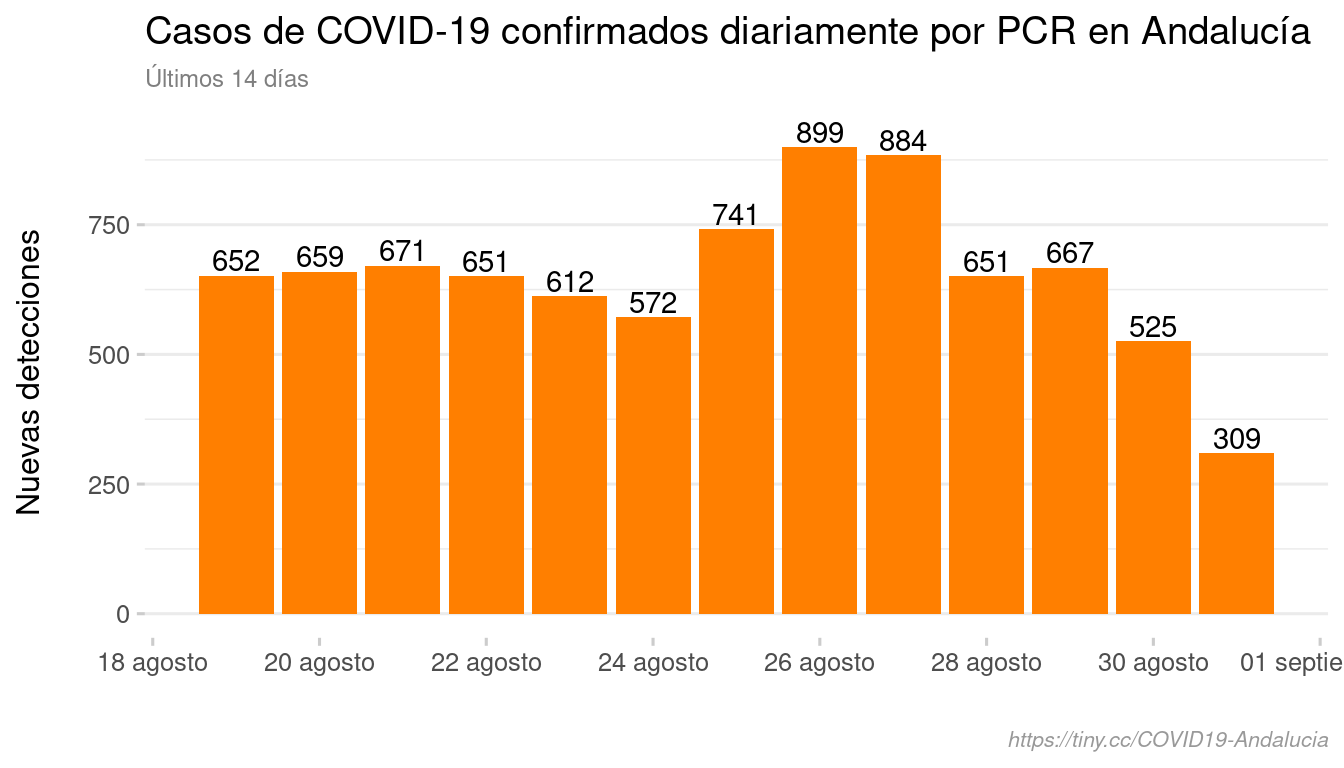 Casos de COVID-19 confirmados diariamente por PCR en Andalucía
Últimos 14 días
Nuevas detecciones
750
500
250
0
652
659
671
651
612
572
741
899
884
651
667
525
309
18 agosto
20 agosto
22 agosto
24 agosto
26 agosto
28 agosto
30 agosto
01 septie
https://tiny.cc/COVID19-Andalucia